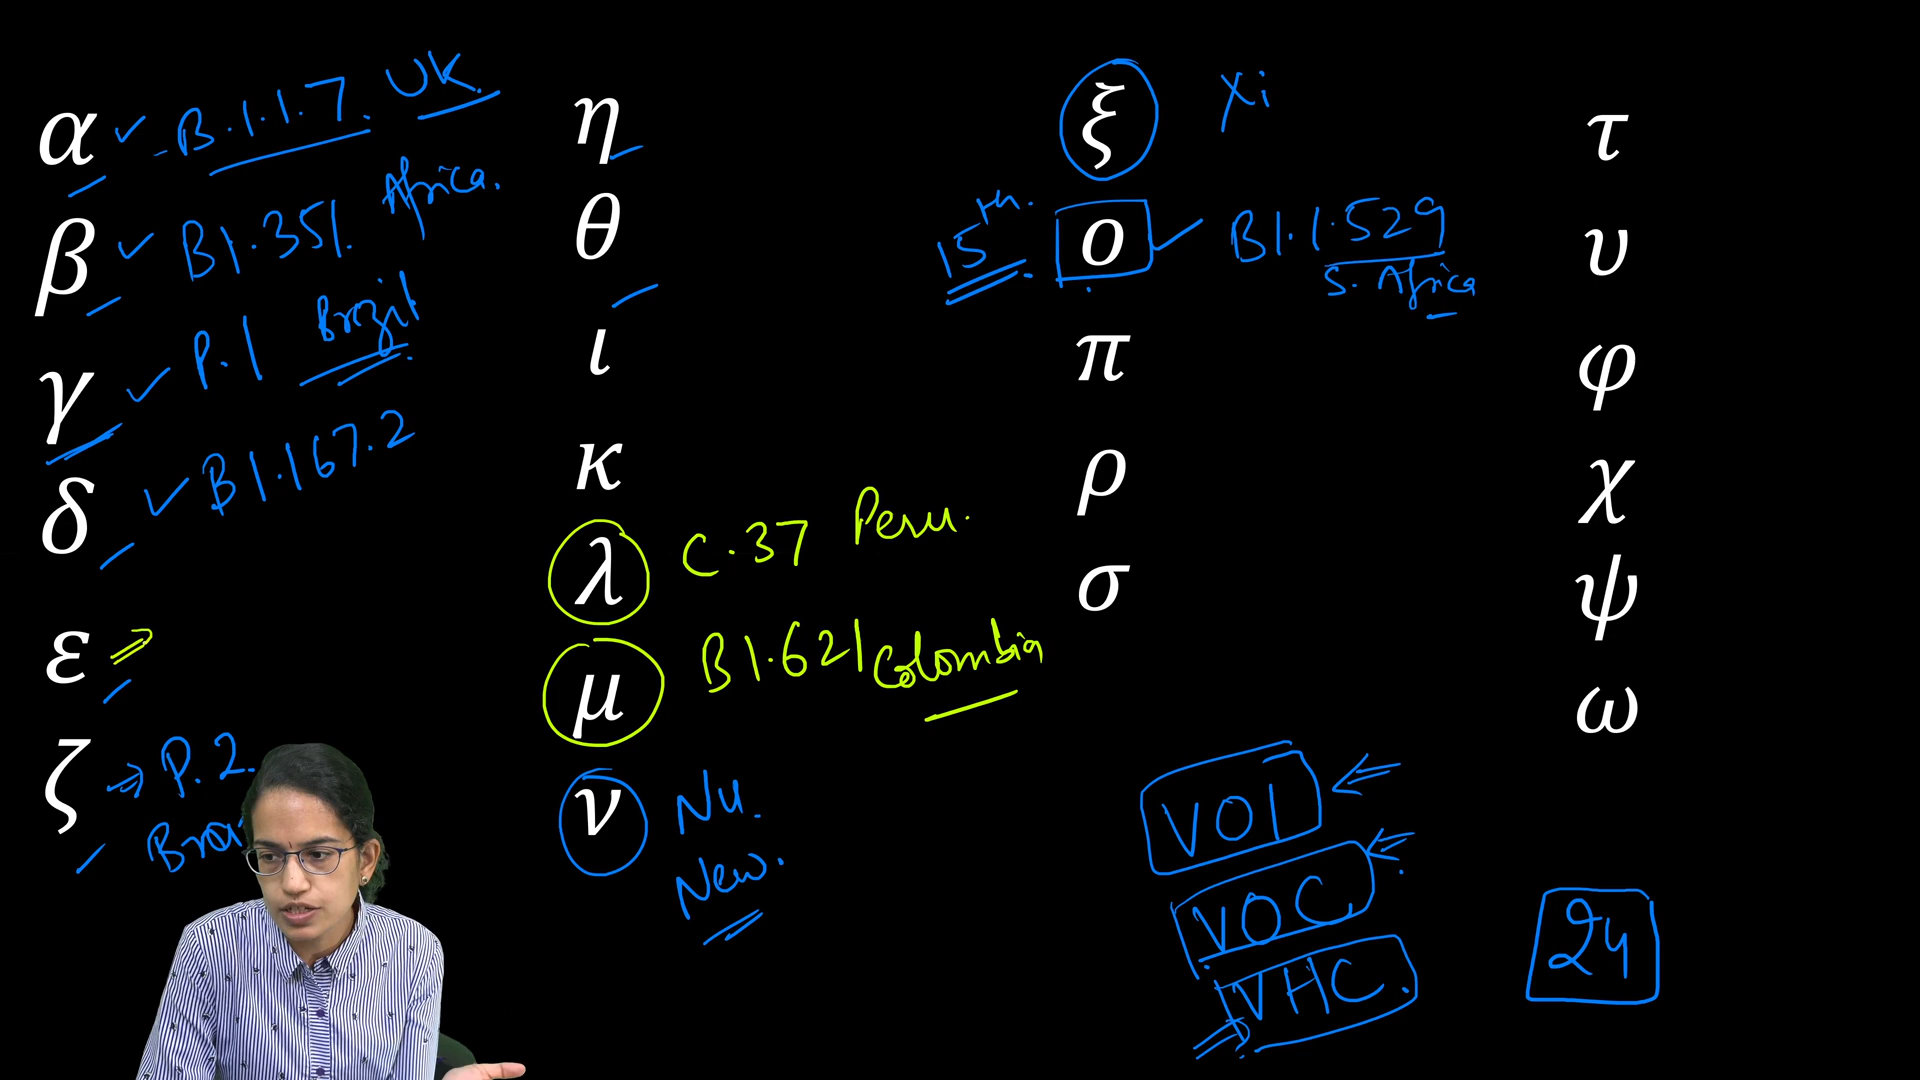 α B.1.1.7. UK.
β B1.351. Africa.
γ P.1 Brazil
δ B1.167.2
ε
ζ P.2.
η
θ
ι
κ
λ C.37 Peru.
μ B1.621 Colombia
ν Nu.
New.
ξ Xi
15th. ο B1.1.529
S. Africa
π
ρ
σ
τ
υ
φ
χ
ψ
ω
VOI
VOC
VHC.
24